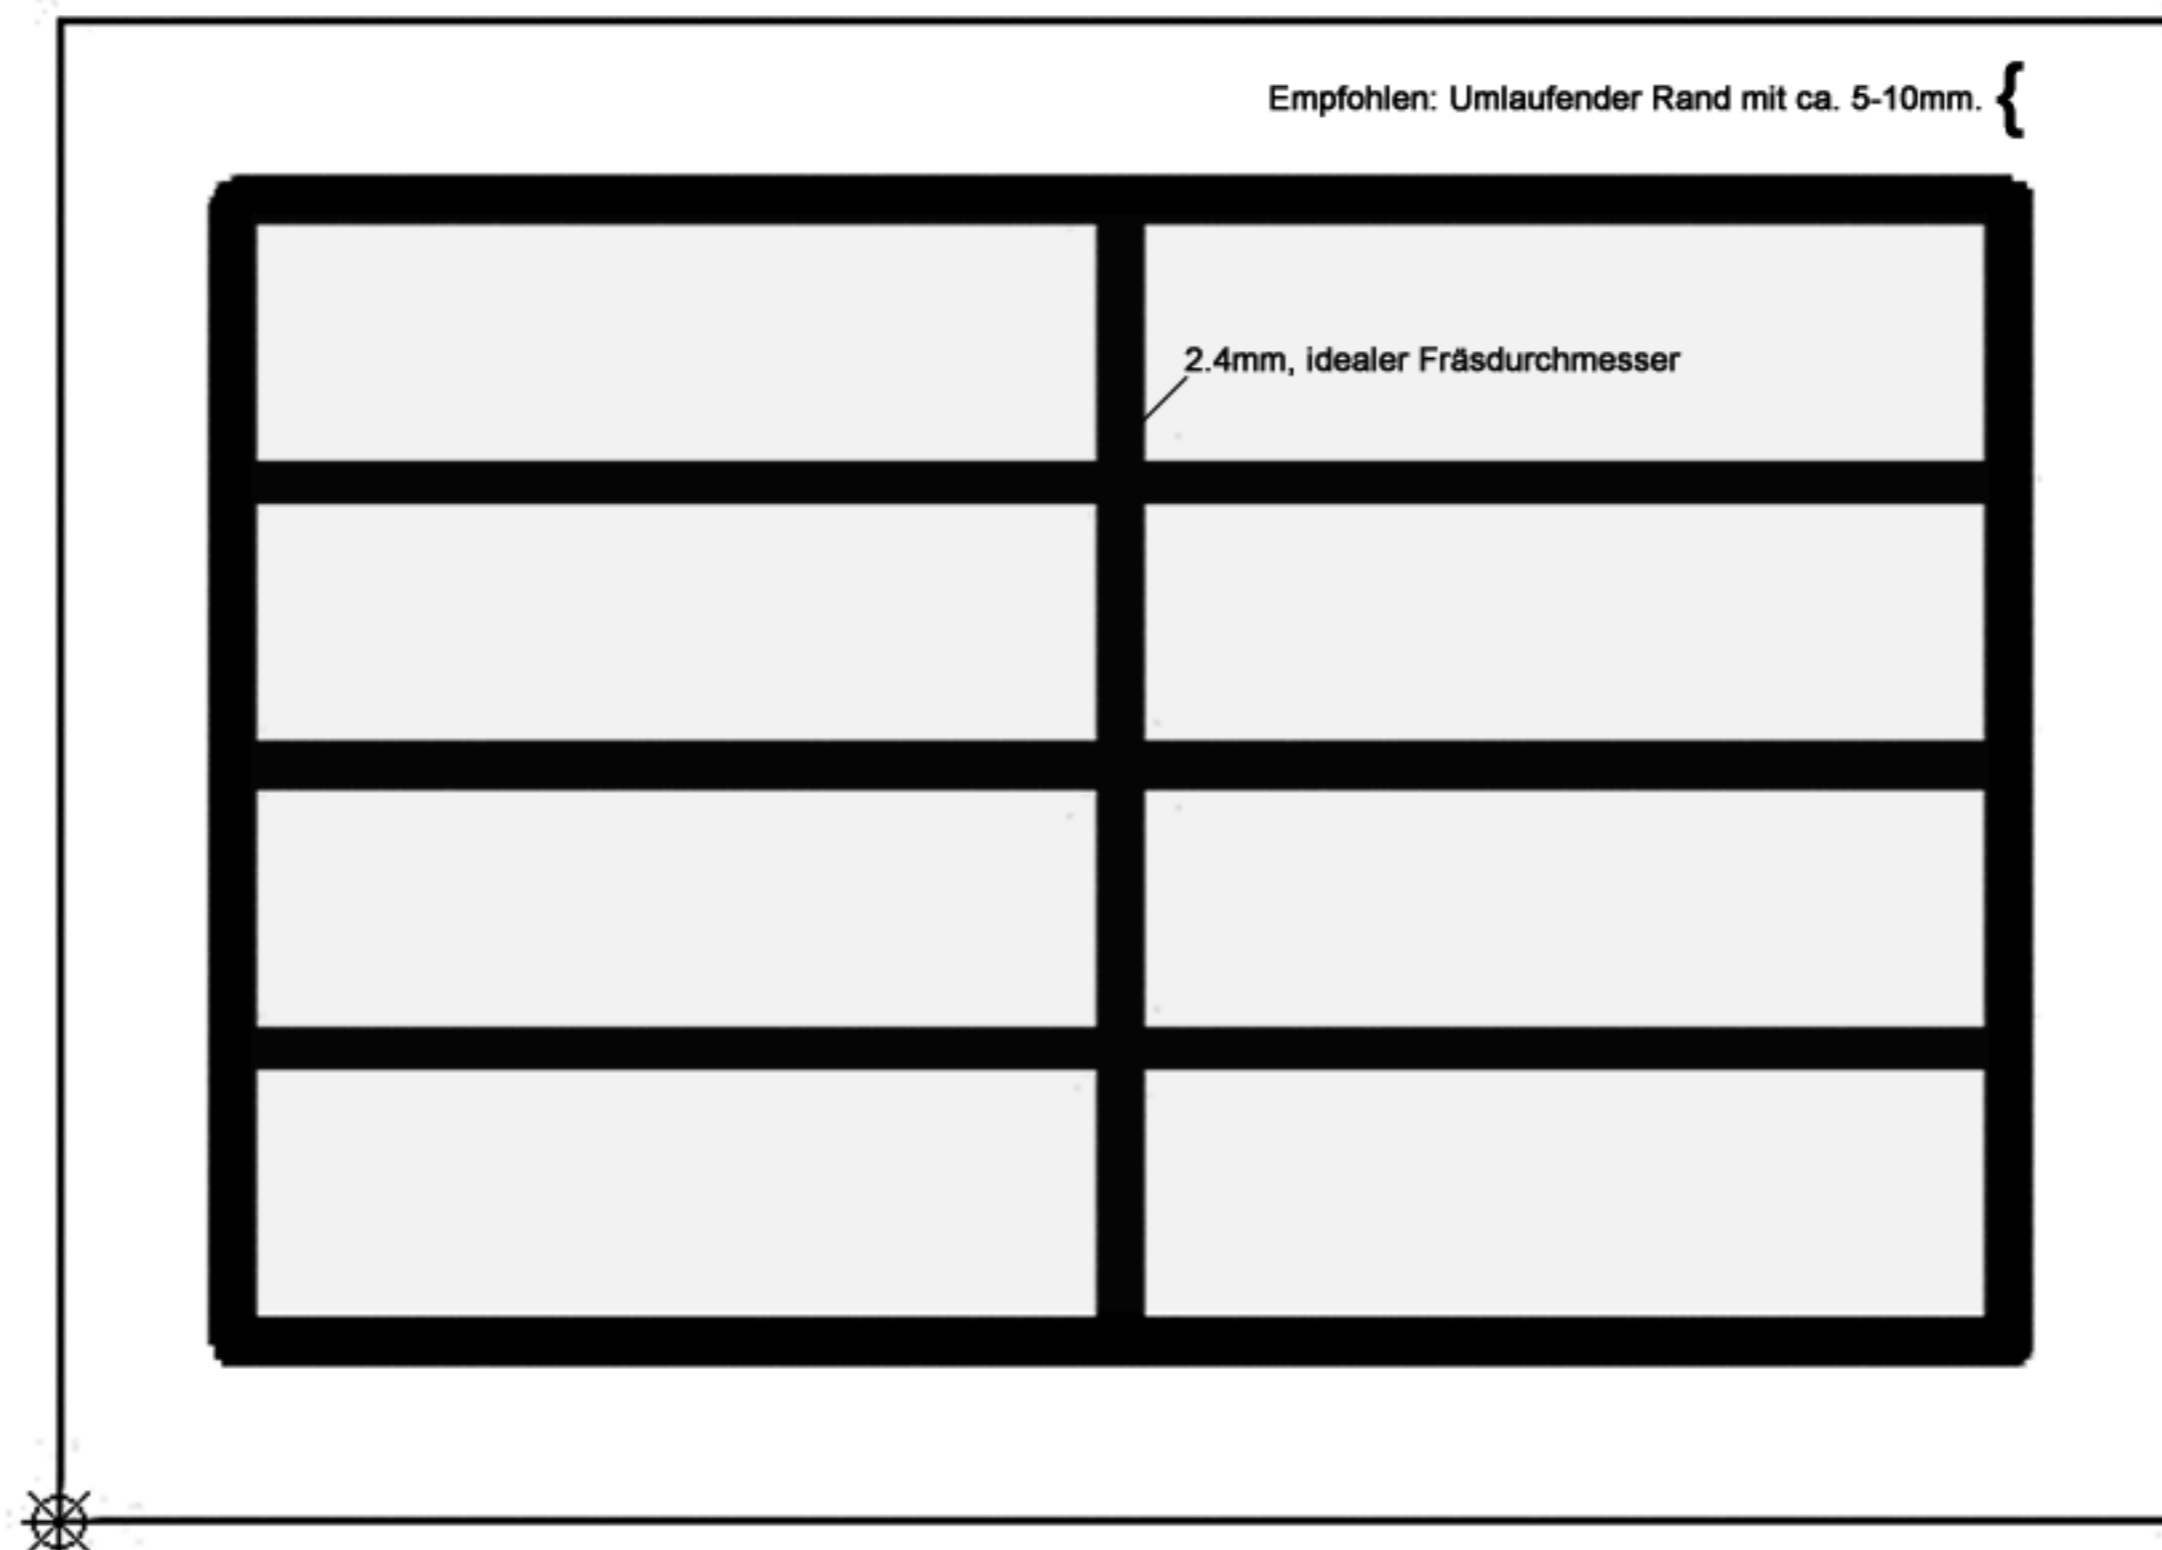 Empfohlen: Umlaufender Rand mit ca. 5-10mm. {
2.4mm, idealer Fräsdurchmesser